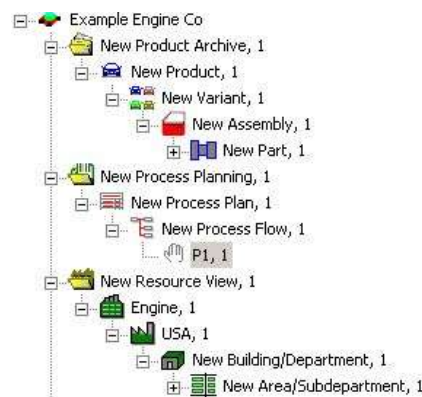 Example Engine Co
New Product Archive, 1
New Product, 1
New Variant, 1
New Assembly, 1
New Part, 1
New Process Planning, 1
New Process Plan, 1
New Process Flow, 1
P1, 1
New Resource View, 1
Engine, 1
USA, 1
New Building/Department, 1
New Area/Subdepartment, 1